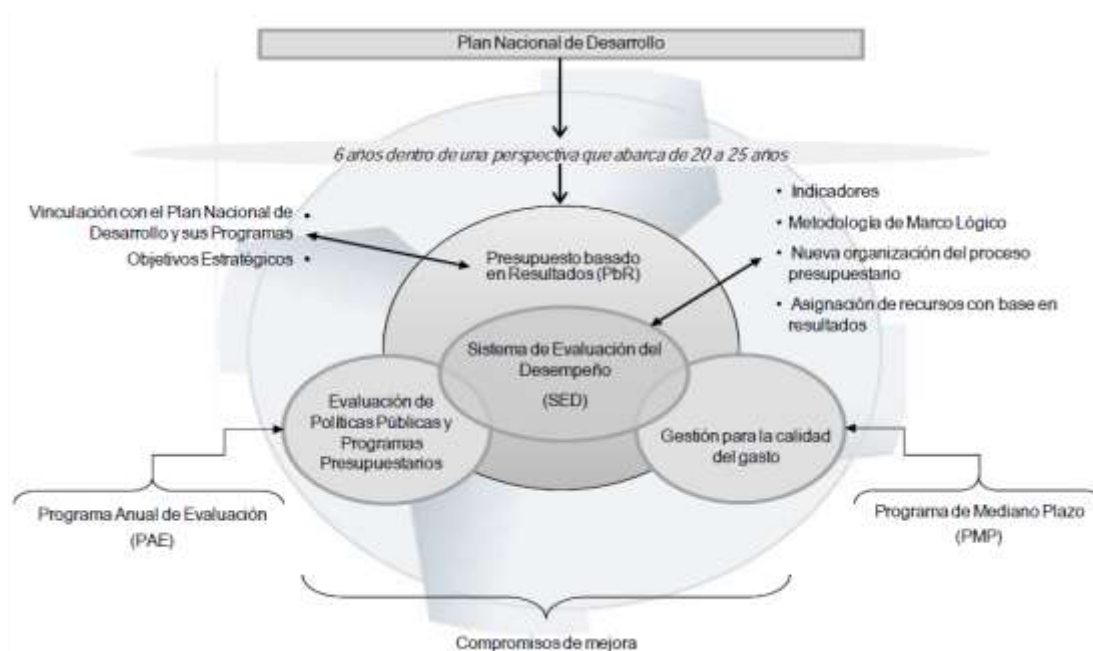 Plan Nacional de Desarrollo
6 años dentro de una perspectiva que abarca de 20 a 25 años
Vinculación con el Plan Nacional de
Desarrollo y sus Programas
Objetivos Estratégicos
• Indicadores
• Metodología de Marco Lógico
• Nueva organización del proceso
presupuestario
• Asignación de recursos con base en
resultados
Presupuesto basado
en Resultados (PbR)
Sistema de Evaluación del
Desempeño
(SED)
Evaluación de
Políticas Públicas y
Programas
Presupuestarios
Gestión para la calidad
del gasto
Programa Anual de Evaluación
(PAE)
Programa de Mediano Plazo
(PMP)
Compromisos de mejora